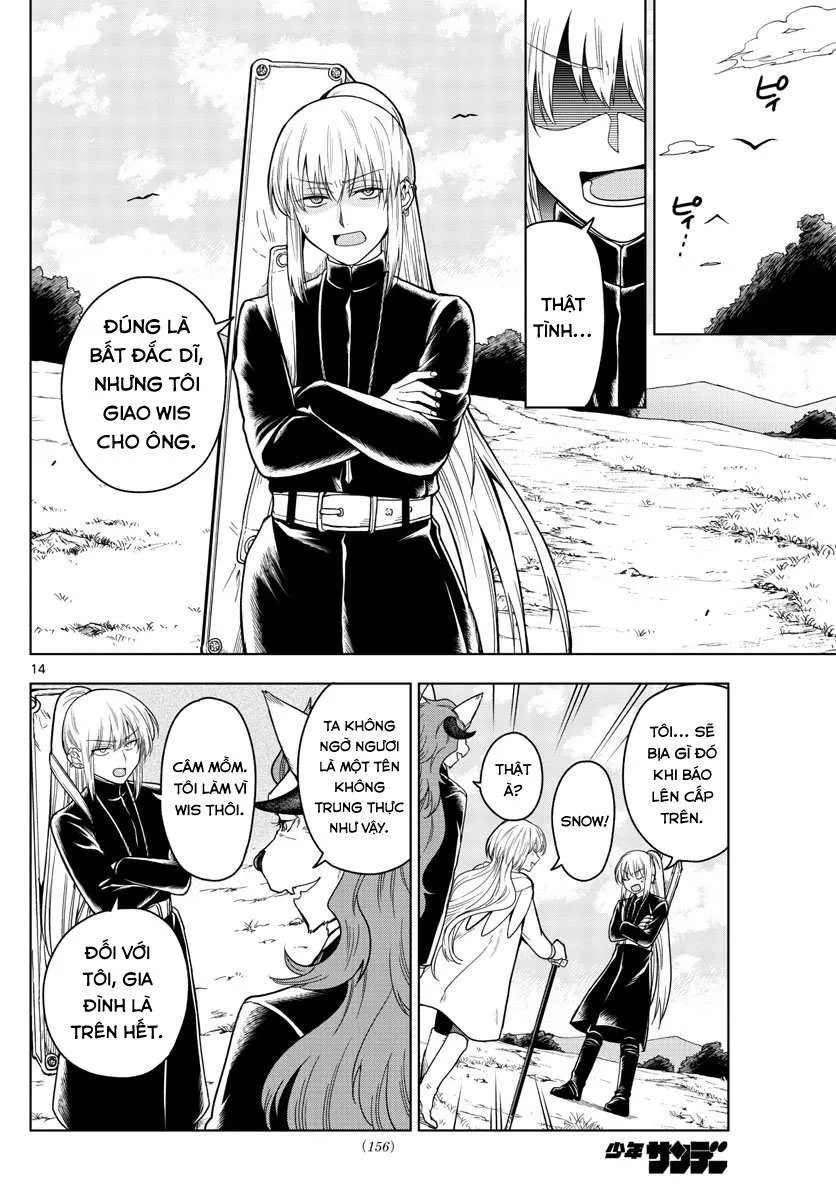 ピィ
ピィ…
THẬT
TÌNH...
ĐÚNG LÀ
BẤT ĐẮC DĨ,
NHƯNG TÔI
GIAO WIS
CHO ÔNG.
14
TÔI... SẼ
BỊA GÌ ĐÓ
KHI BÁO
LÊN CẤP
TRÊN.
SNOW!
THẬT
À?
TA KHÔNG
NGỜ NGƯƠI
LÀ MỘT TÊN
KHÔNG
TRUNG THỰC
NHƯ VẬY.
CÂM MỒM.
TÔI LÀM VÌ
WIS THÔI.
ĐỐI VỚI
TÔI, GIA
ĐÌNH LÀ
TRÊN HẾT.
(156)
少年サンデー